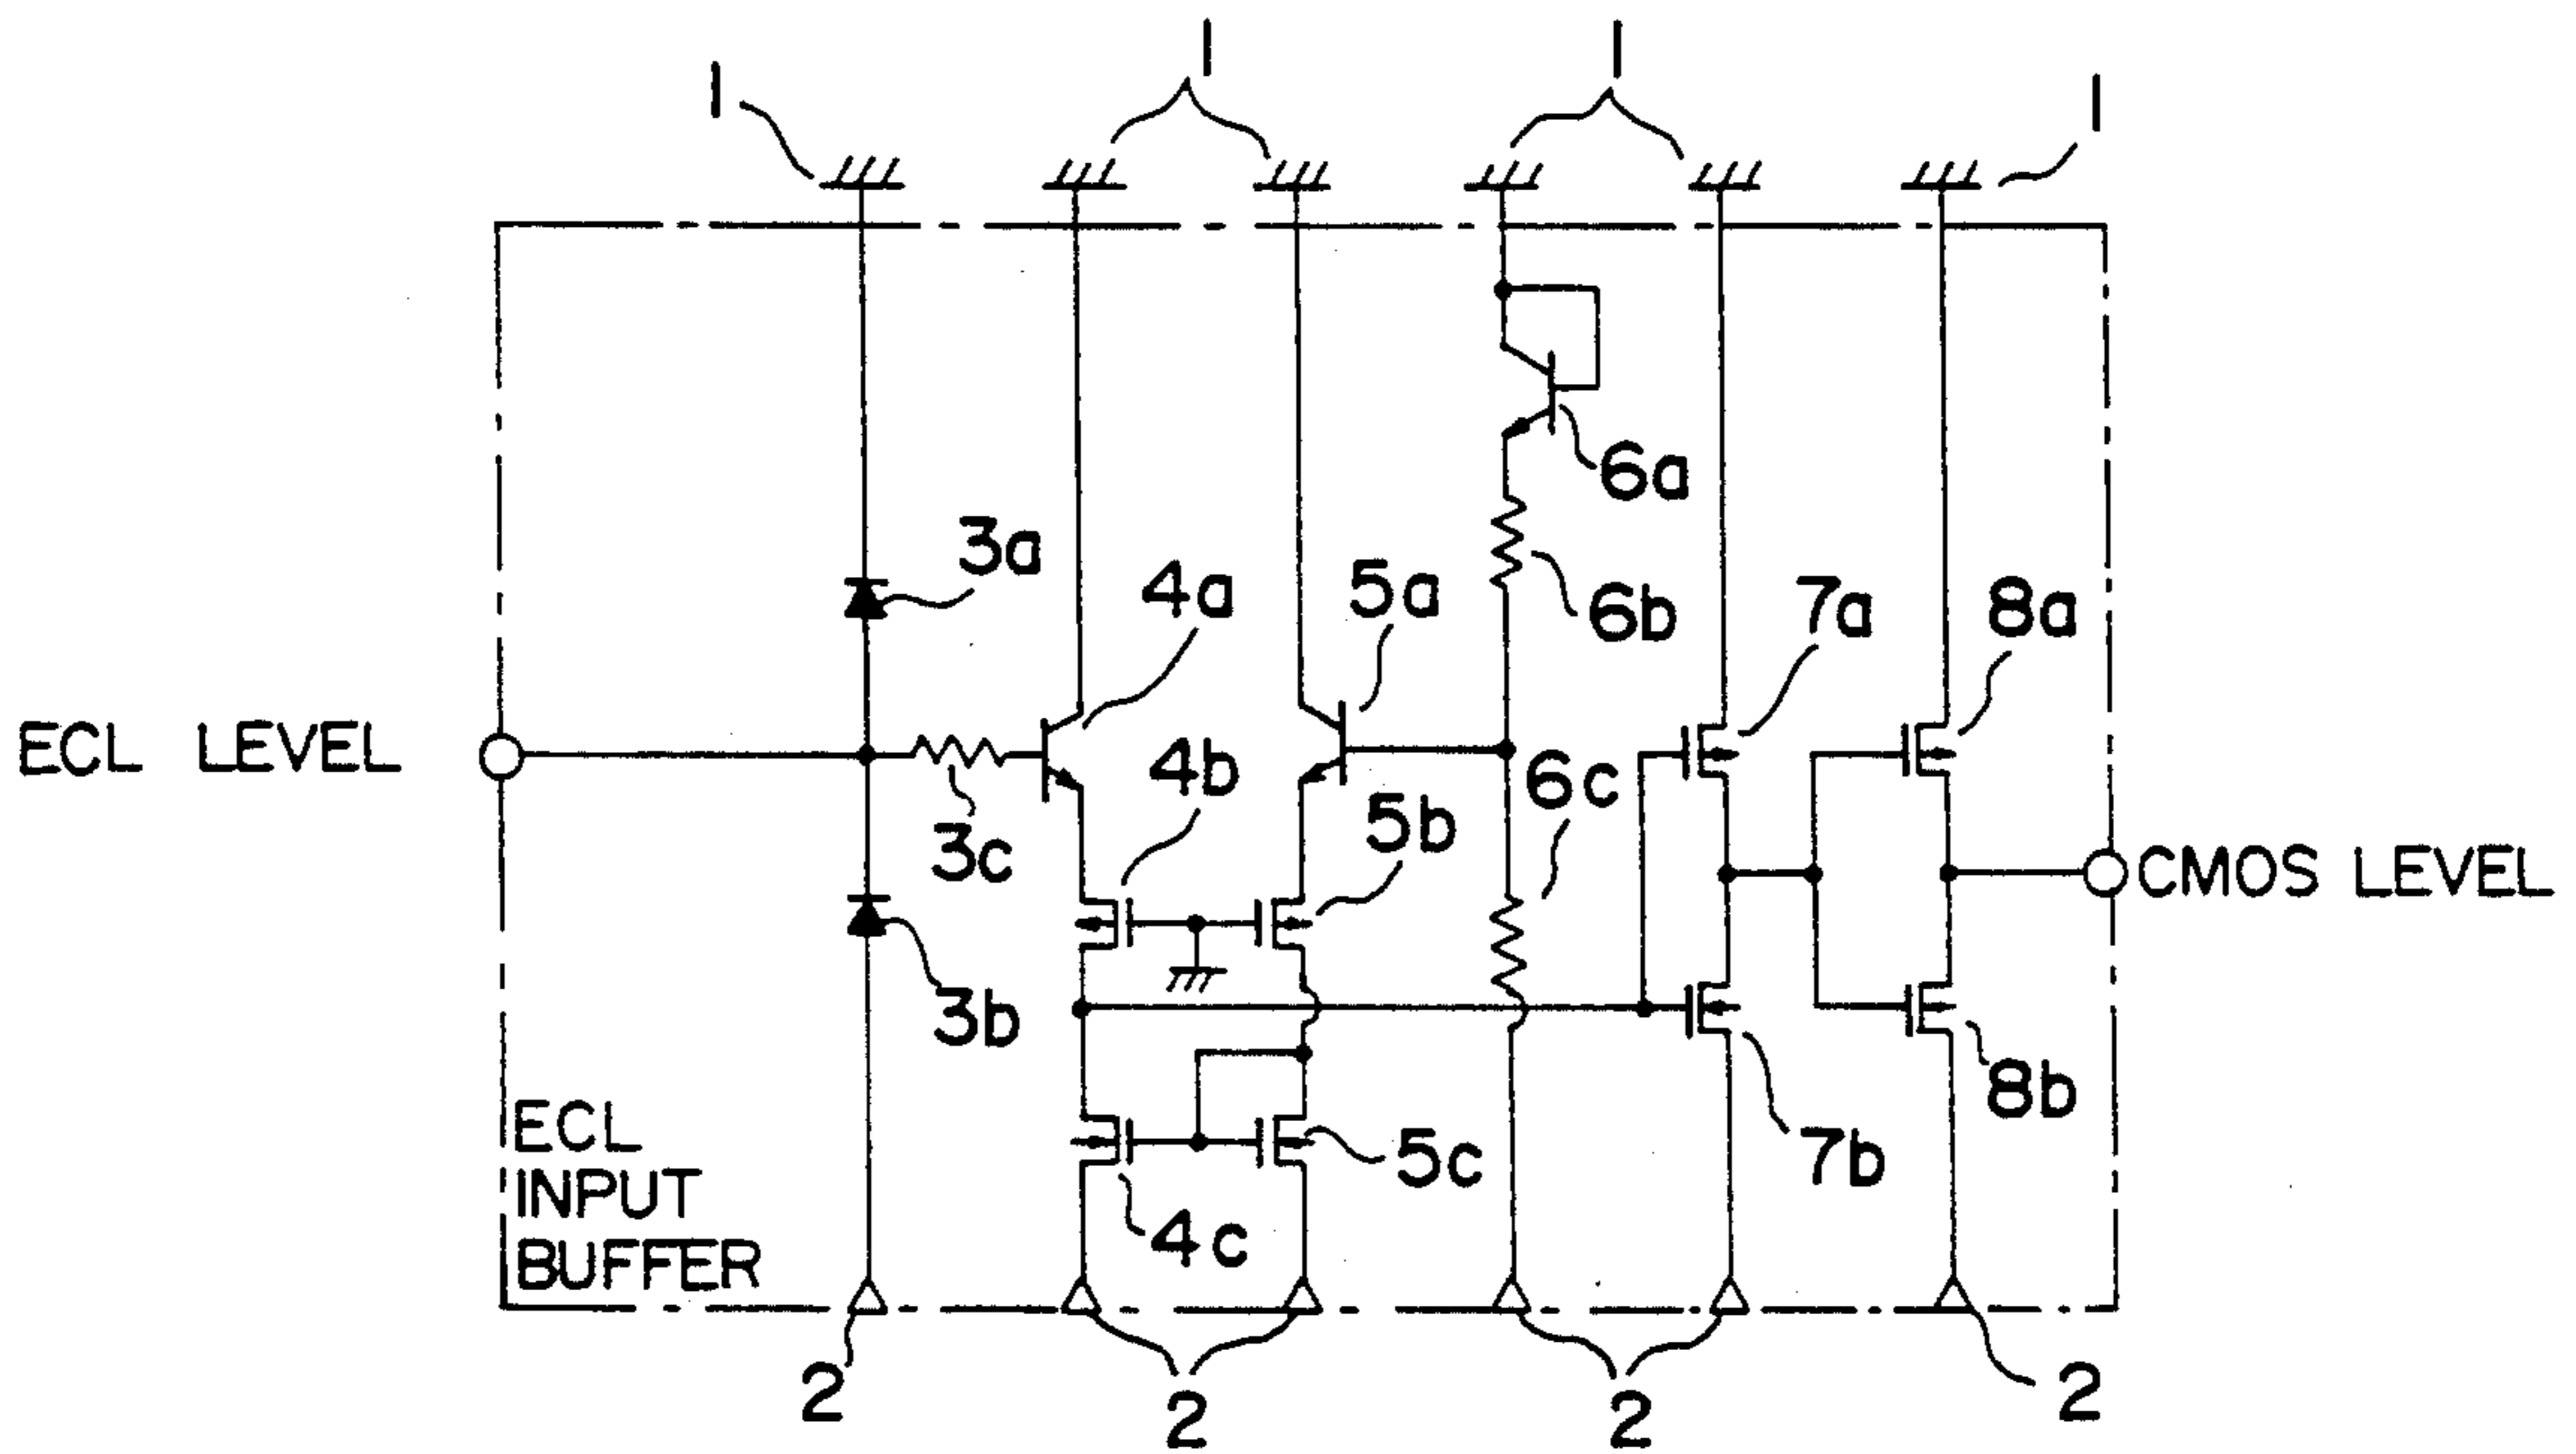 1
1
1
1
6a
3a
4a
5a
6b
7a
8a
ECL LEVEL
4b
6c
5b
3c
CMOS LEVEL
3b
8b
ECL
INPUT
BUFFER
5c
7b
4c
2
2
2
2